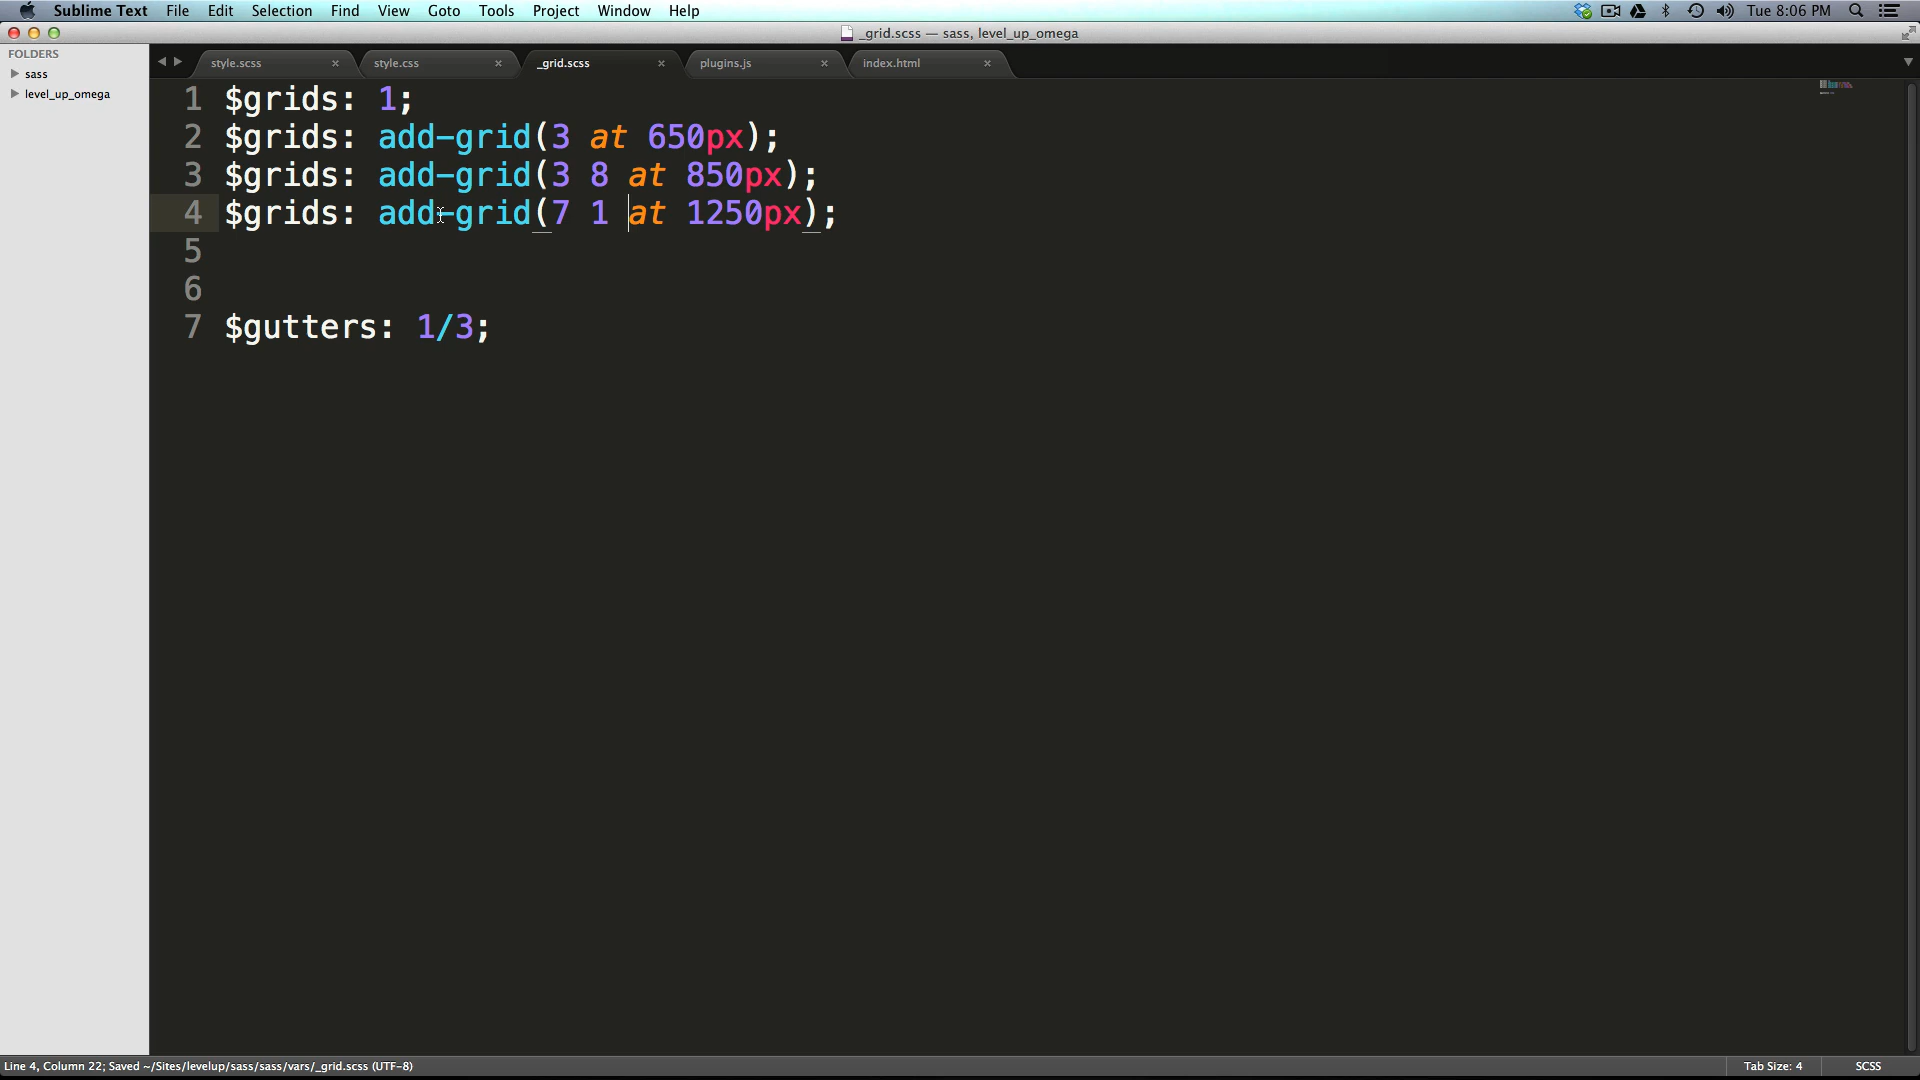 Sublime Text File Edit Selection Find View Goto Tools Project Window Help Tue 8:06 PM
_grid.scss — sass, level_up_omega
FOLDERS
sass
level_up_omega
style.scss × style.css × _grid.scss × plugins.js × index.html ×
1 $grids: 1;
2 $grids: add-grid(3 at 650px);
3 $grids: add-grid(3 8 at 850px);
4 $grids: add-grid(7 1 at 1250px);
5
6
7 $gutters: 1/3;
Line 4, Column 22; Saved ~/Sites/levelup/sass/sass/vars/_grid.scss (UTF-8) Tab Size: 4 SCSS